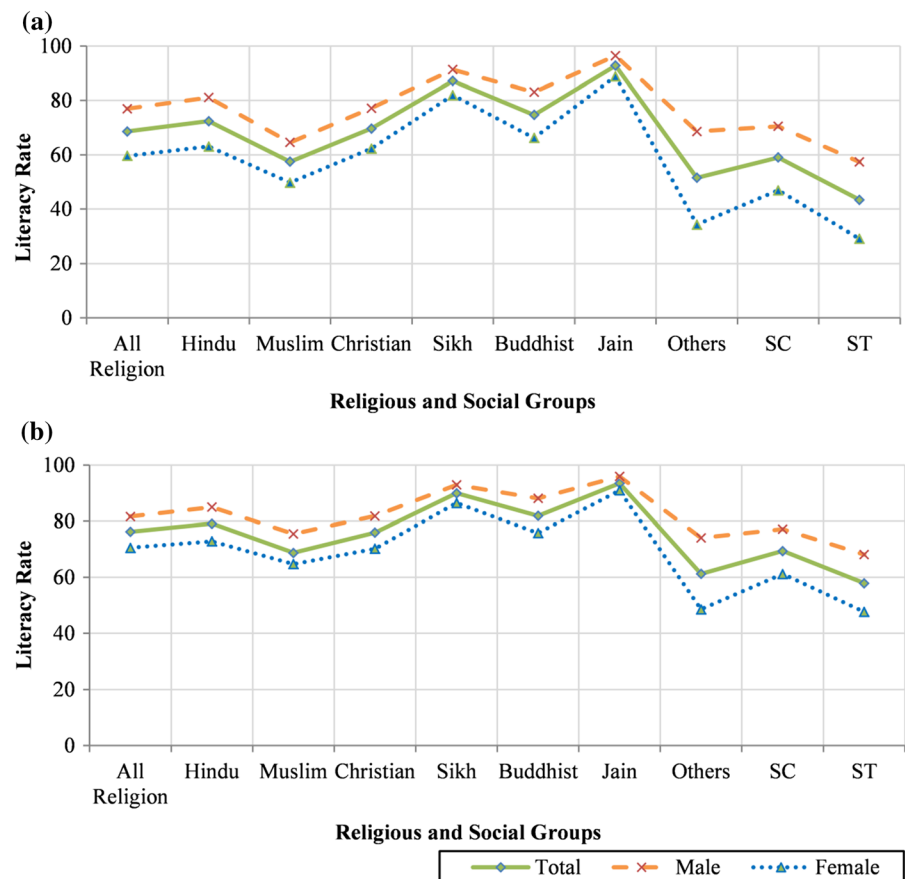 (a)
100
80
60
40
20
0
Literacy Rate
All Religion Hindu Muslim Christian Sikh Buddhist Jain Others SC ST
Religious and Social Groups
(b)
100
80
60
40
20
0
Literacy Rate
All Religion Hindu Muslim Christian Sikh Buddhist Jain Others SC ST
Religious and Social Groups
Total Male Female